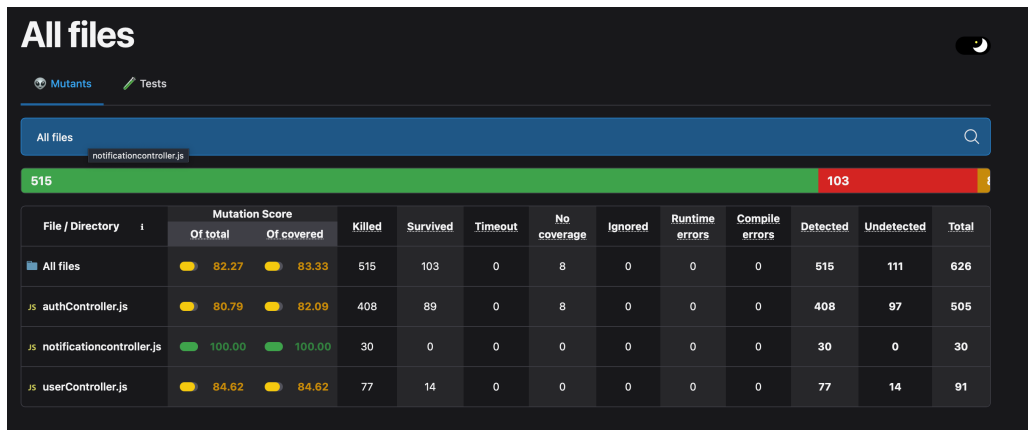 All files
Mutants Tests
All files
notificationcontroller.js
515 103
File / Directory i Mutation Score Killed Survived Timeout No coverage Ignored Runtime errors Compile errors Detected Undetected Total
Of total Of covered
All files 82.27 83.33 515 103 0 8 0 0 0 515 111 626
JS authController.js 80.79 82.09 408 89 0 8 0 0 0 408 97 505
JS notificationcontroller.js 100.00 100.00 30 0 0 0 0 0 0 30 0 30
JS userController.js 84.62 84.62 77 14 0 0 0 0 0 77 14 91